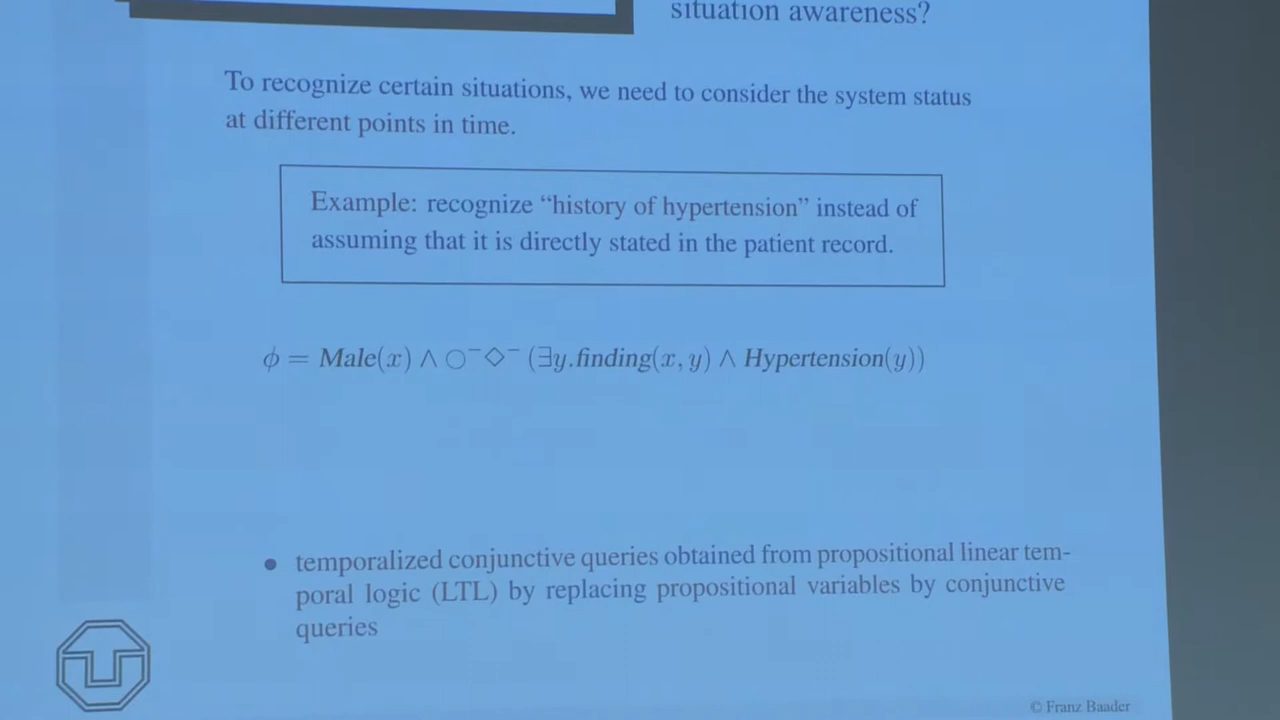 situation awareness?
To recognize certain situations, we need to consider the system status
at different points in time.
Example: recognize “history of hypertension” instead of
assuming that it is directly stated in the patient record.
ϕ = Male(x) ∧ ○⁻◇⁻ (∃y.finding(x, y) ∧ Hypertension(y))
• temporalized conjunctive queries obtained from propositional linear tem-
poral logic (LTL) by replacing propositional variables by conjunctive
queries
© Franz Baader